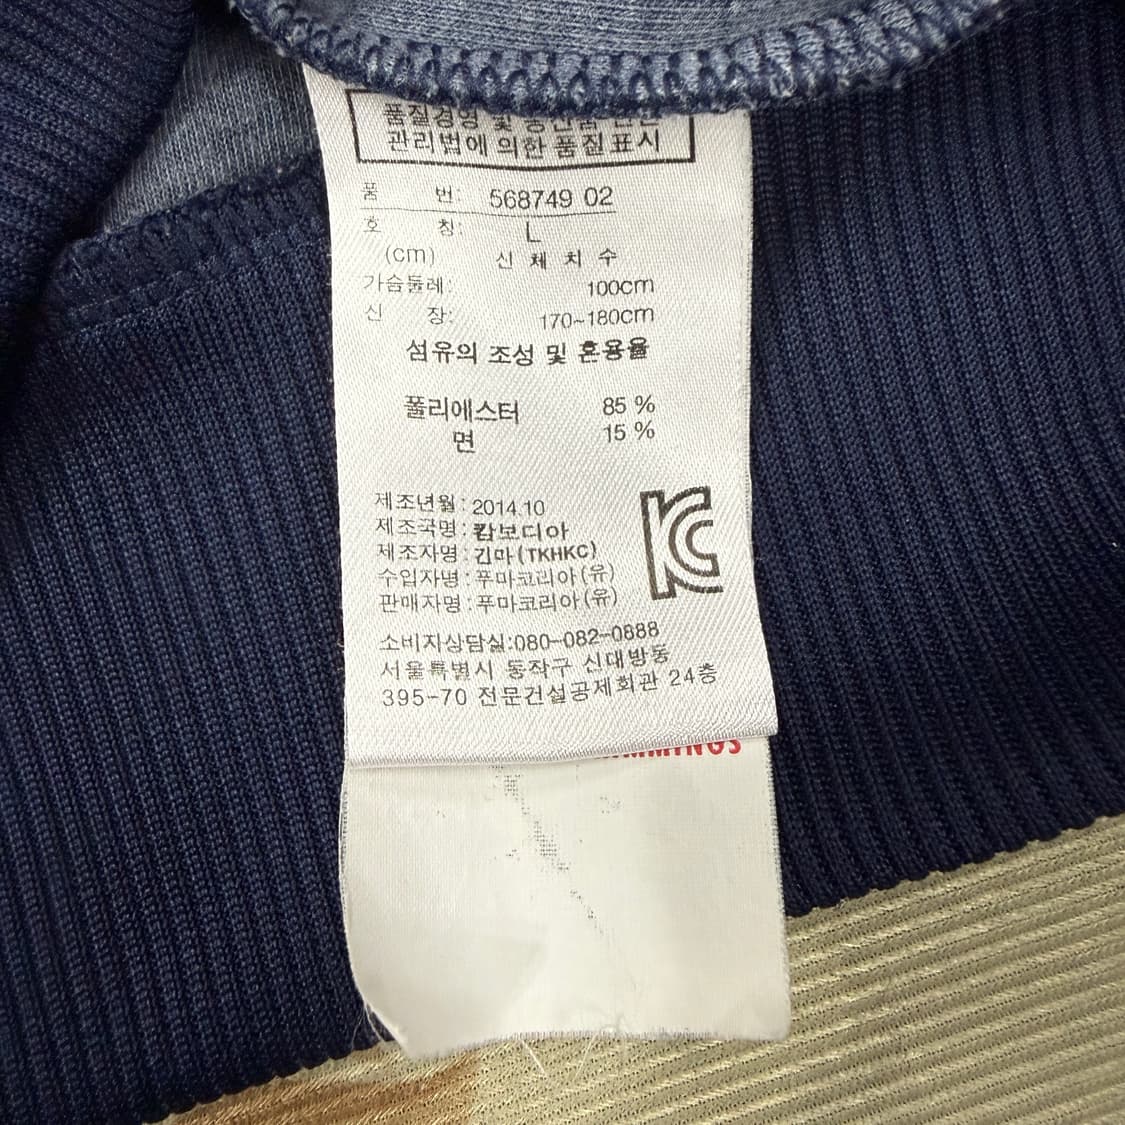 품질경영 및 공산품 안전
관리법에 의한 품질표시
품 번: 568749 02
호 칭: L
(cm) 신 체 치 수
가슴둘레: 100cm
신 장: 170~180cm
섬유의 조성 및 혼용율
폴리에스터 85 %
면 15 %
제조년월: 2014.10
제조국명: 캄보디아
제조자명: 긴마(TKHKC)
수입자명: 푸마코리아(유)
판매자명: 푸마코리아(유)
KC
소비지상담실:080-082-0888
서울특별시 동작구 신대방동
395-70 전문건설공제회관 24층